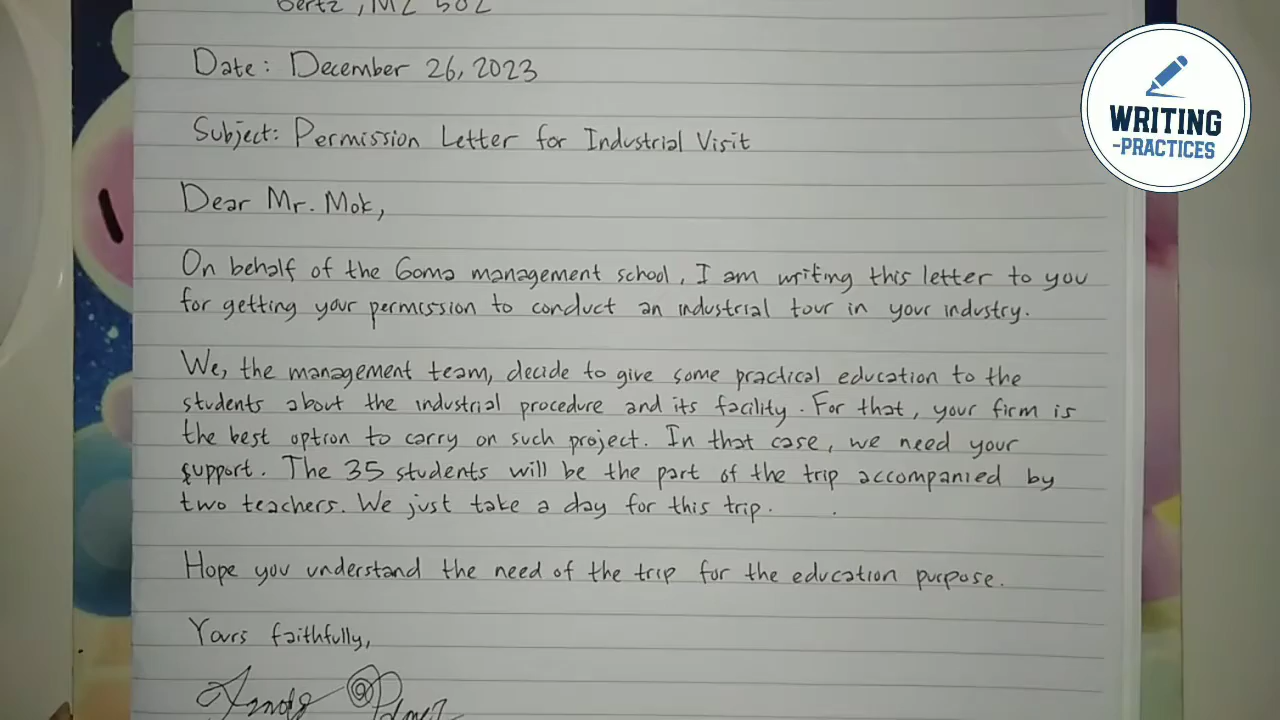 Bertz, MZ 502
Date: December 26, 2023
WRITING
-PRACTICES
Subject: Permission Letter for Industrial Visit
Dear Mr. Mok,
On behalf of the Goma management school, I am writing this letter to you
for getting your permission to conduct an industrial tour in your industry.
We, the management team, decide to give some practical education to the
students about the industrial procedure and its facility. For that, your firm is
the best option to carry on such project. In that case, we need your
support. The 35 students will be the part of the trip accompanied by
two teachers. We just take a day for this trip.
Hope you understand the need of the trip for the education purpose.
Yours faithfully,